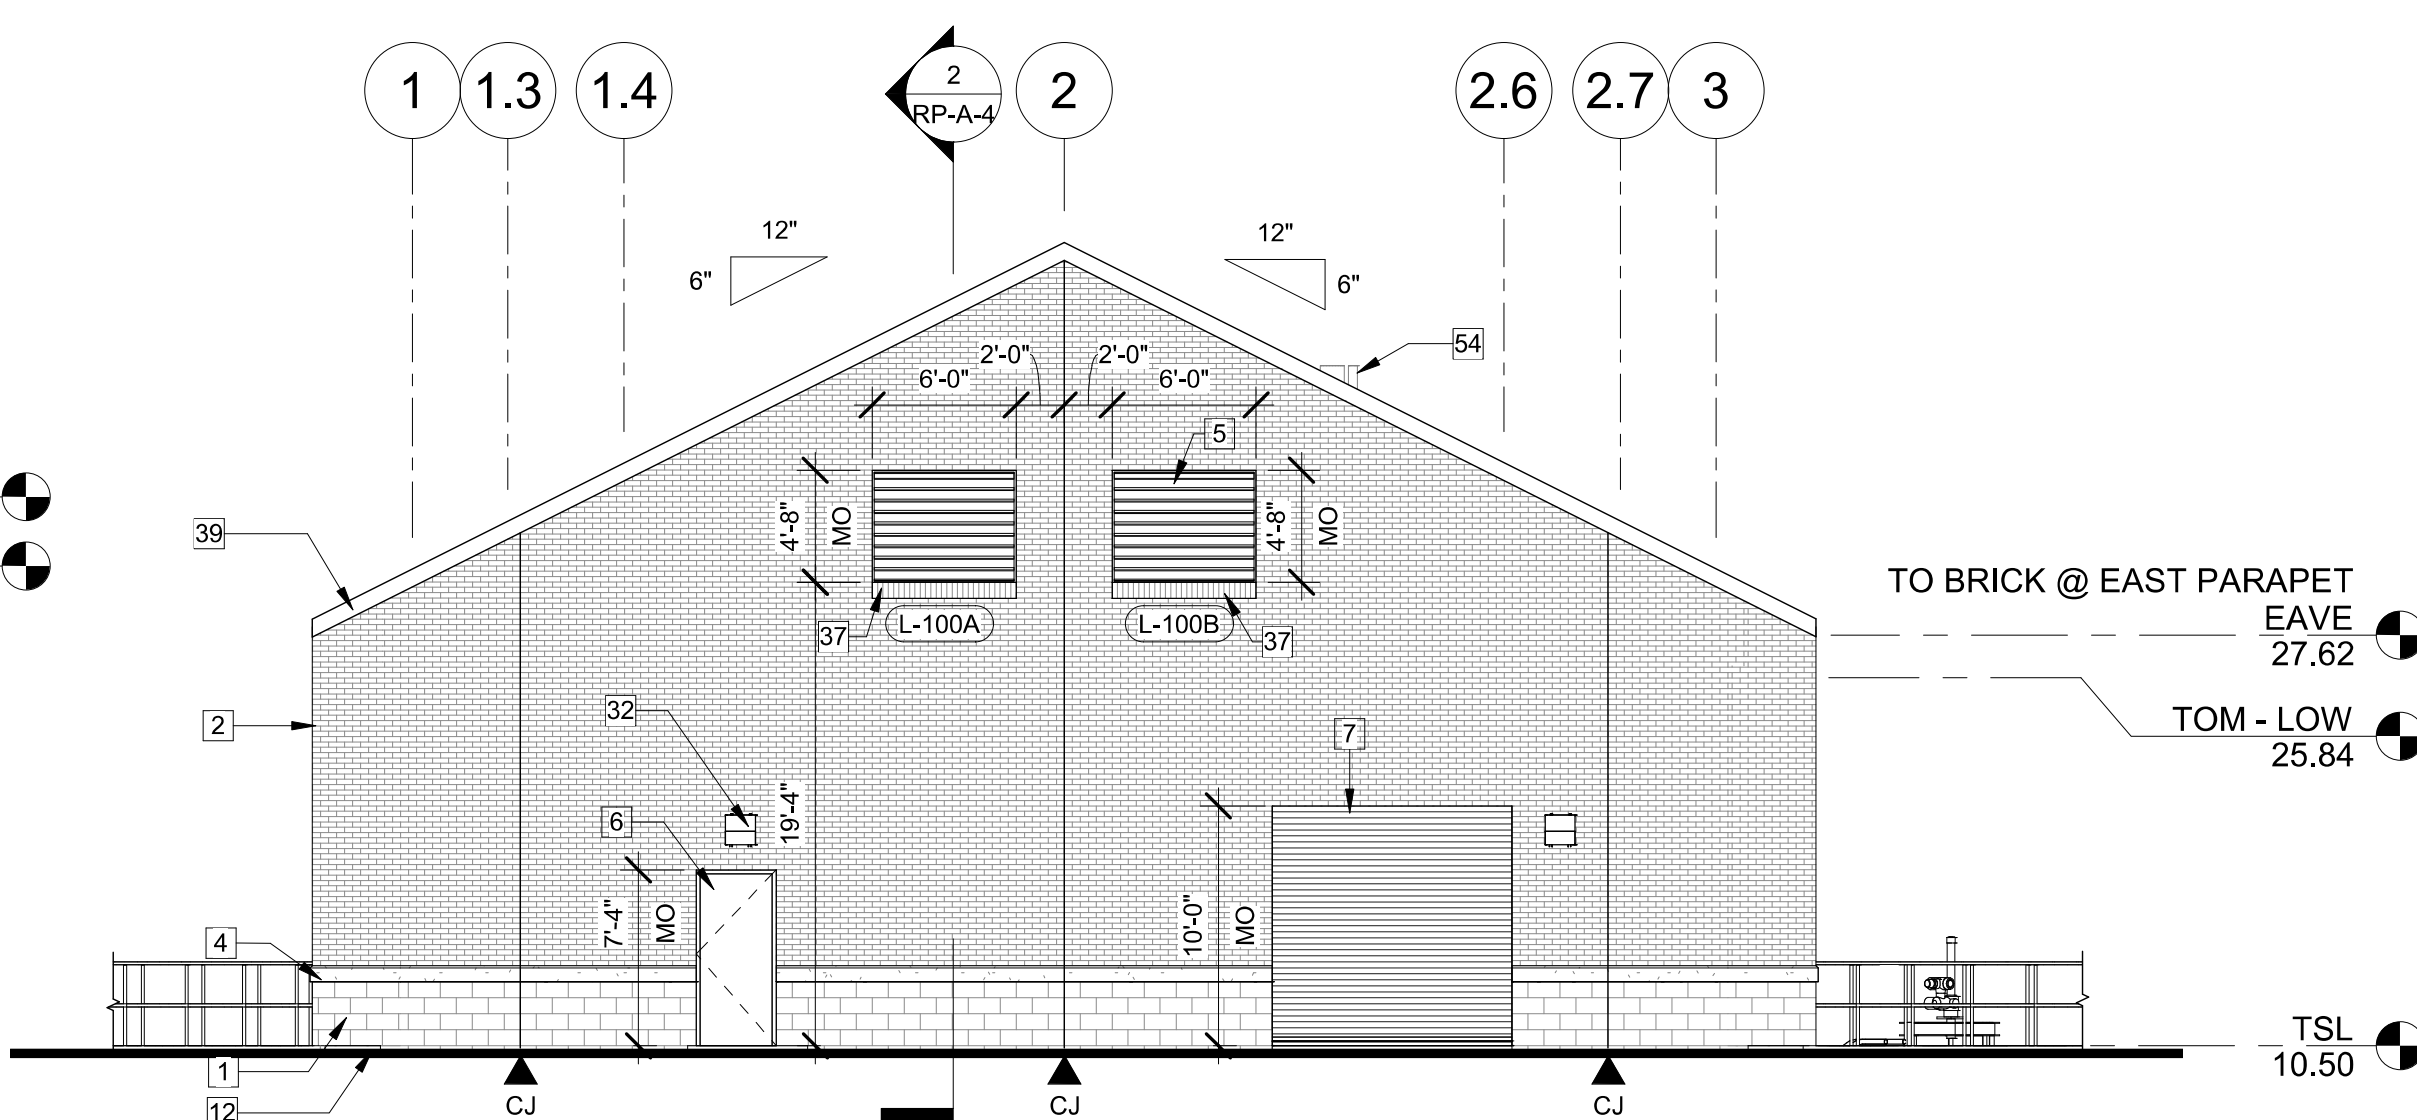 1
1.3
1.4
2
RP-A-4
2
2.6
2.7
3
12"
6"
12"
6"
54
2'-0"
2'-0"
6'-0"
6'-0"
5
4'-8"
MO
4'-8"
MO
39
37
L-100A
L-100B
37
TO BRICK @ EAST PARAPET
EAVE
27.62
2
32
7
TOM - LOW
25.84
6
19'-4"
7'-4"
MO
10'-0"
MO
4
1
12
TSL
10.50
CJ
CJ
CJ